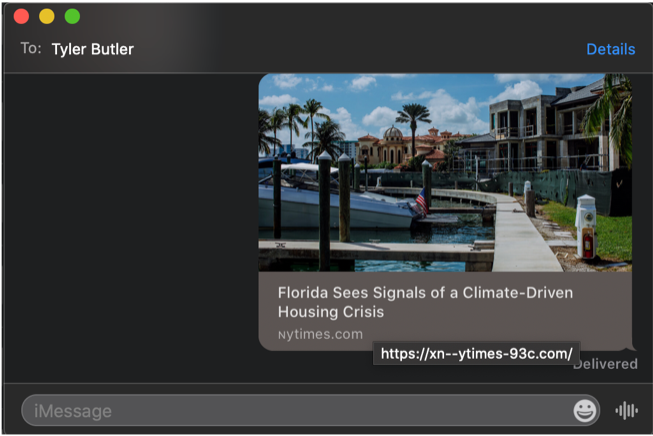 To: Tyler Butler
Details
Florida Sees Signals of a Climate-Driven
Housing Crisis
ɴytimes.com
https://xn--ytimes-93c.com/
Delivered
iMessage